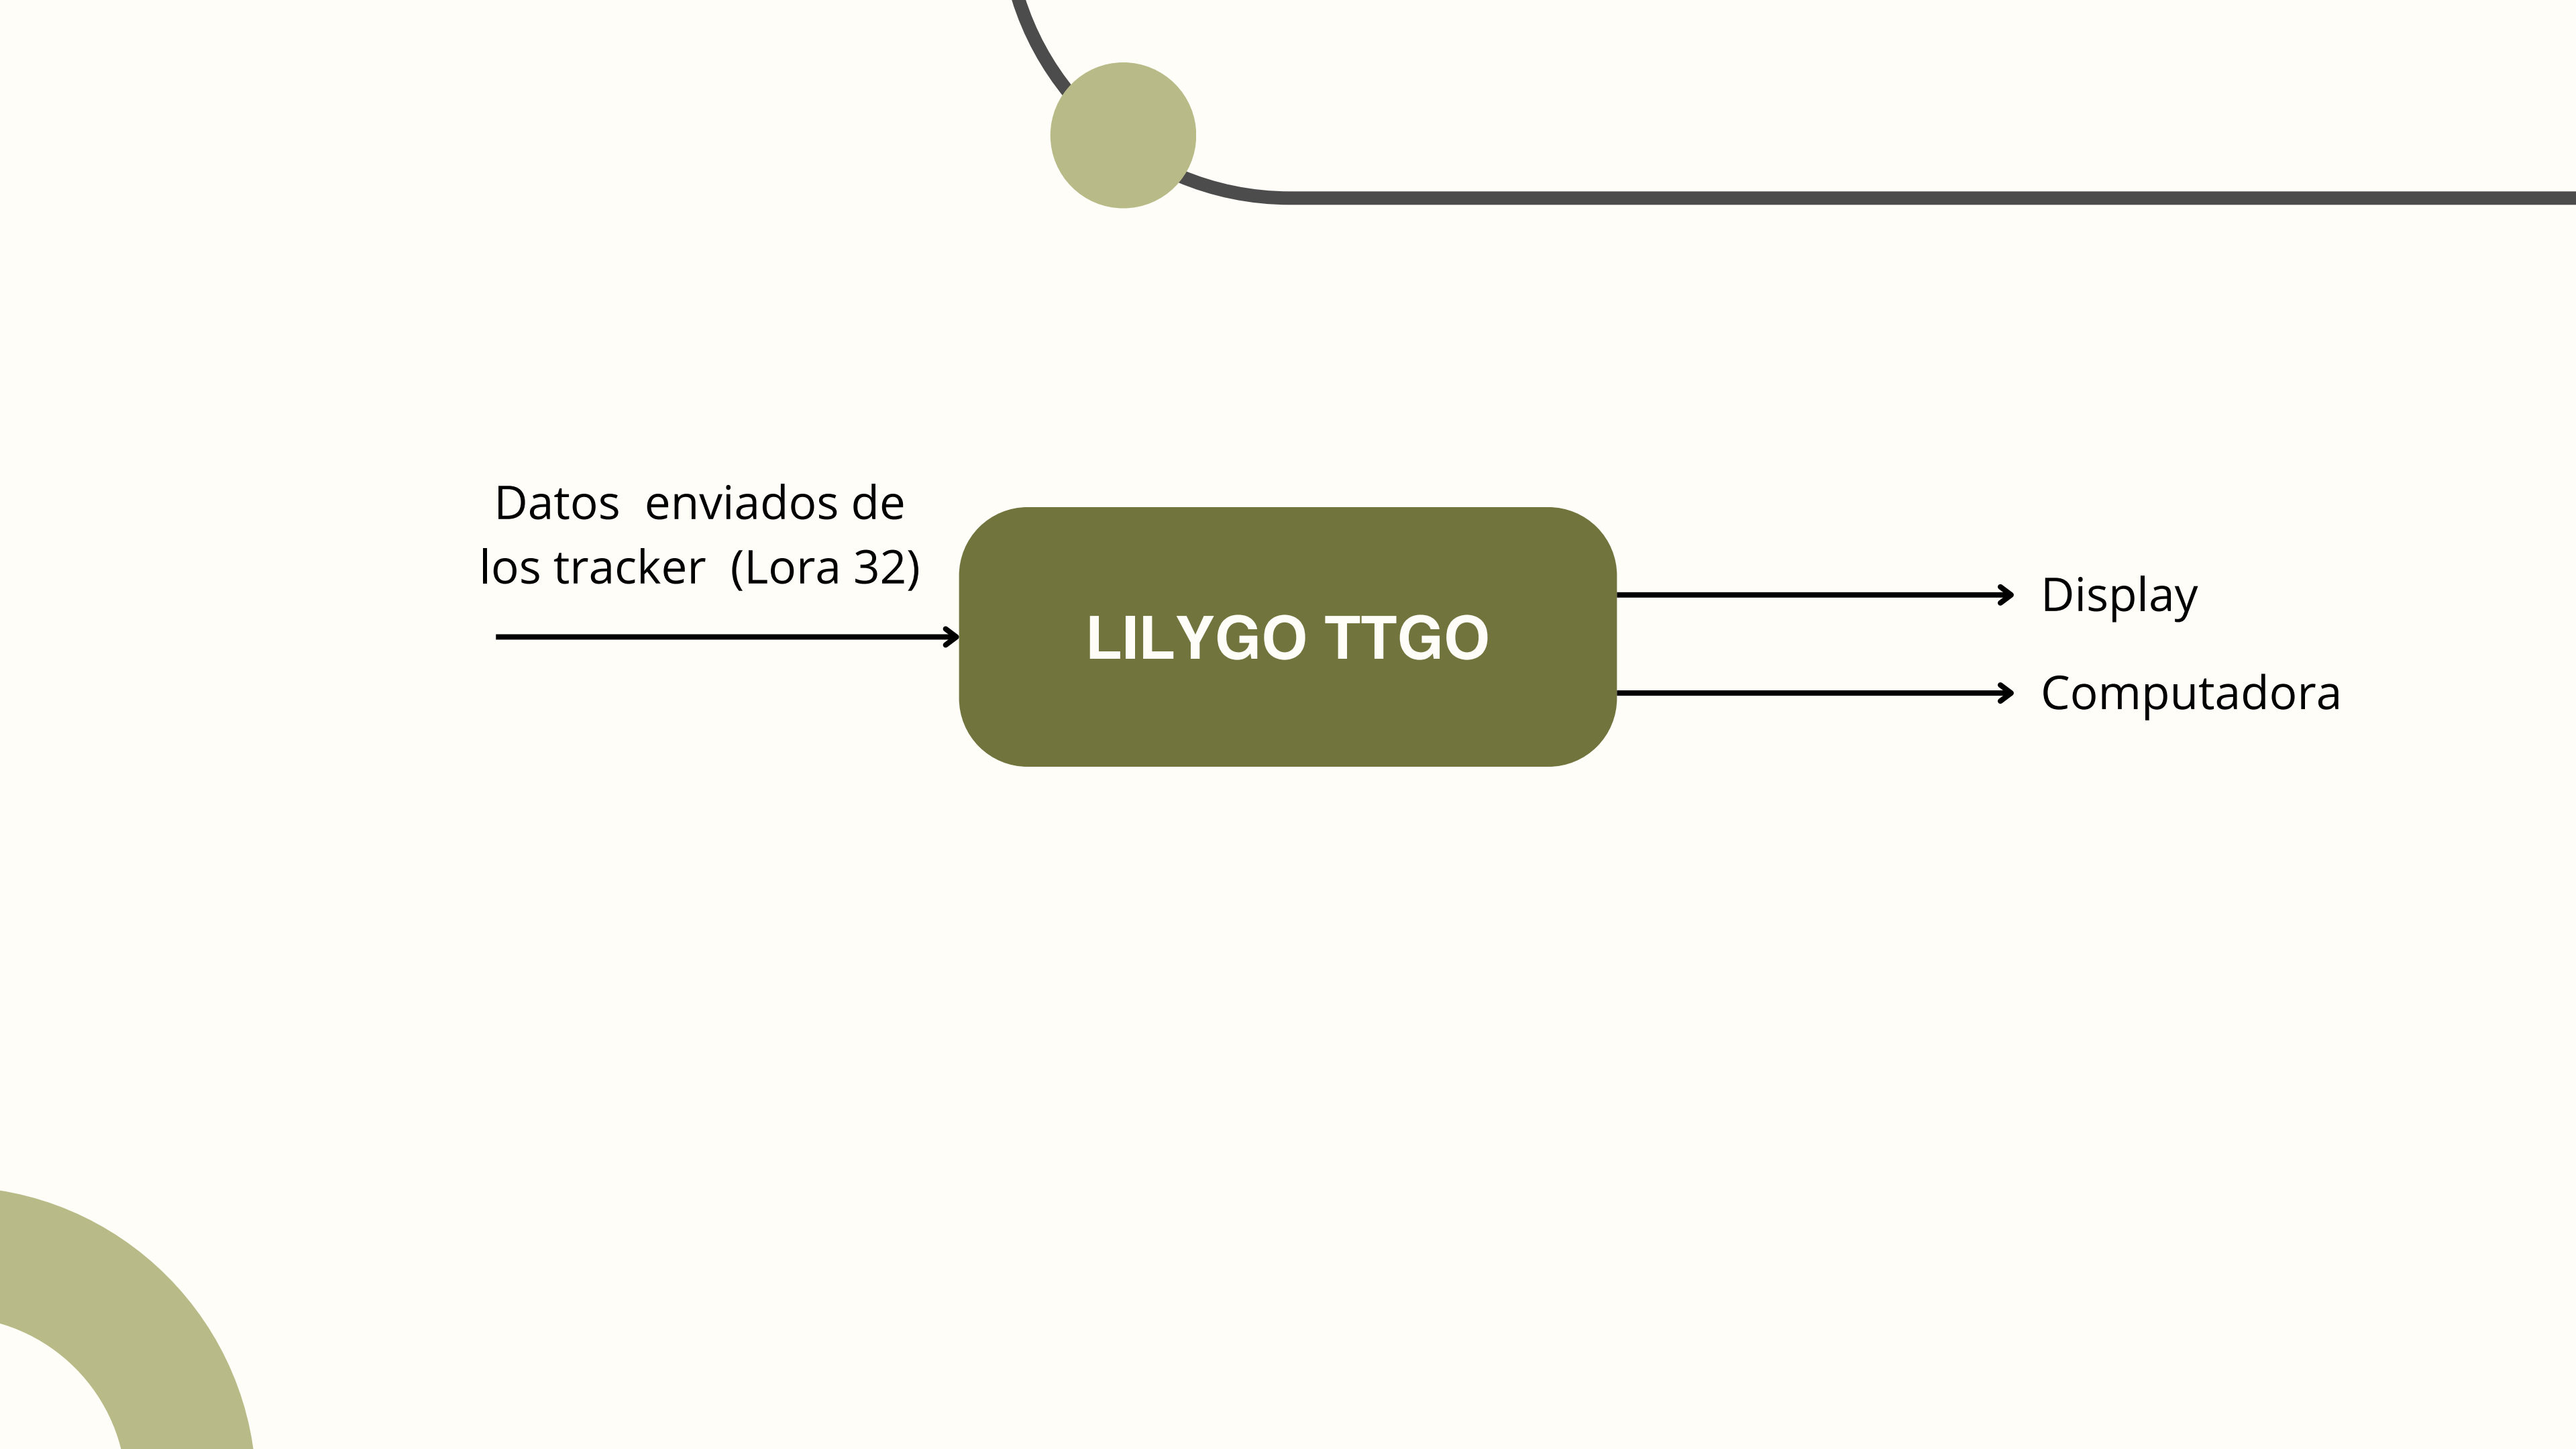 Datos  enviados de
los tracker  (Lora 32)
LILYGO TTGO
Display
Computadora